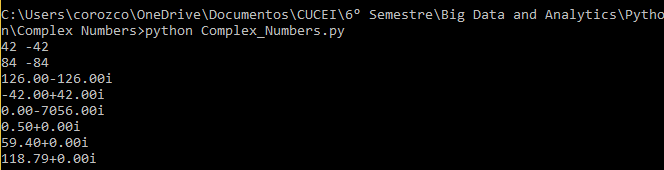 C:\Users\corozco\OneDrive\Documentos\CUCEI\6º Semestre\Big Data and Analytics\Pytho
n\Complex Numbers>python Complex_Numbers.py
42 -42
84 -84
126.00-126.00i
-42.00+42.00i
0.00-7056.00i
0.50+0.00i
59.40+0.00i
118.79+0.00i